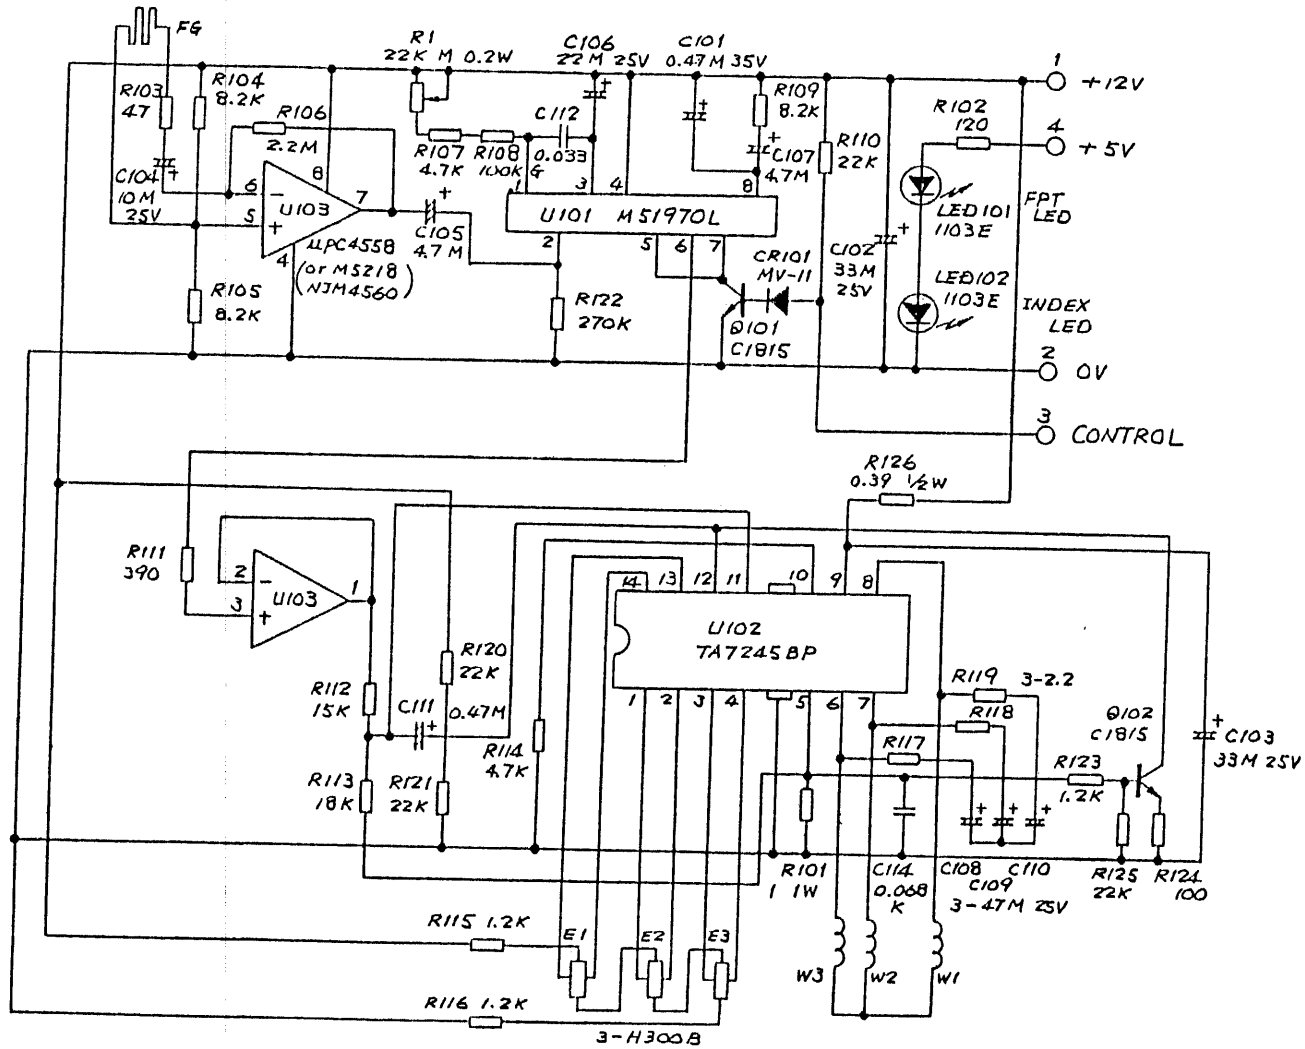 FG
R1
22K M 0.2W
C106
22M 25V
C101
0.47M 35V
1
+12V
R103
47
R104
8.2K
R106
2.2M
C112
0.033
G
R109
8.2K
R102
120
4
+5V
R107
4.7K
R108
100K
C107
4.7M
R110
22K
C104
10M
25V
6
−
5
+
8
7
4
U103
μPC4558
(or M5218
NJM4560)
C105
4.7M
+
1
3
4
8
U101 M51970L
2
5
6
7
CR101
MV-11
C102
33M
25V
LED101
1103E
FPT
LED
LED102
1103E
INDEX
LED
R105
8.2K
R122
270K
Q101
C1815
2
0V
3
CONTROL
R126
0.39 1/2W
R111
390
2
−
3
+
1
U103
14
13
12
11
10
9
8
U102
TA7245BP
1
2
3
4
5
6
7
R120
22K
R112
15K
C111
+
0.47M
R119
3-2.2
R118
R117
Q102
C1815
C103
33M 25V
R114
4.7K
R113
18K
R121
22K
R123
1.2K
R101
1 1W
C114
0.068
K
C108
C109
C110
3-47M 25V
R125
22K
R124
100
R115 1.2K
E1
E2
E3
W3
W2
W1
R116 1.2K
3-H300B